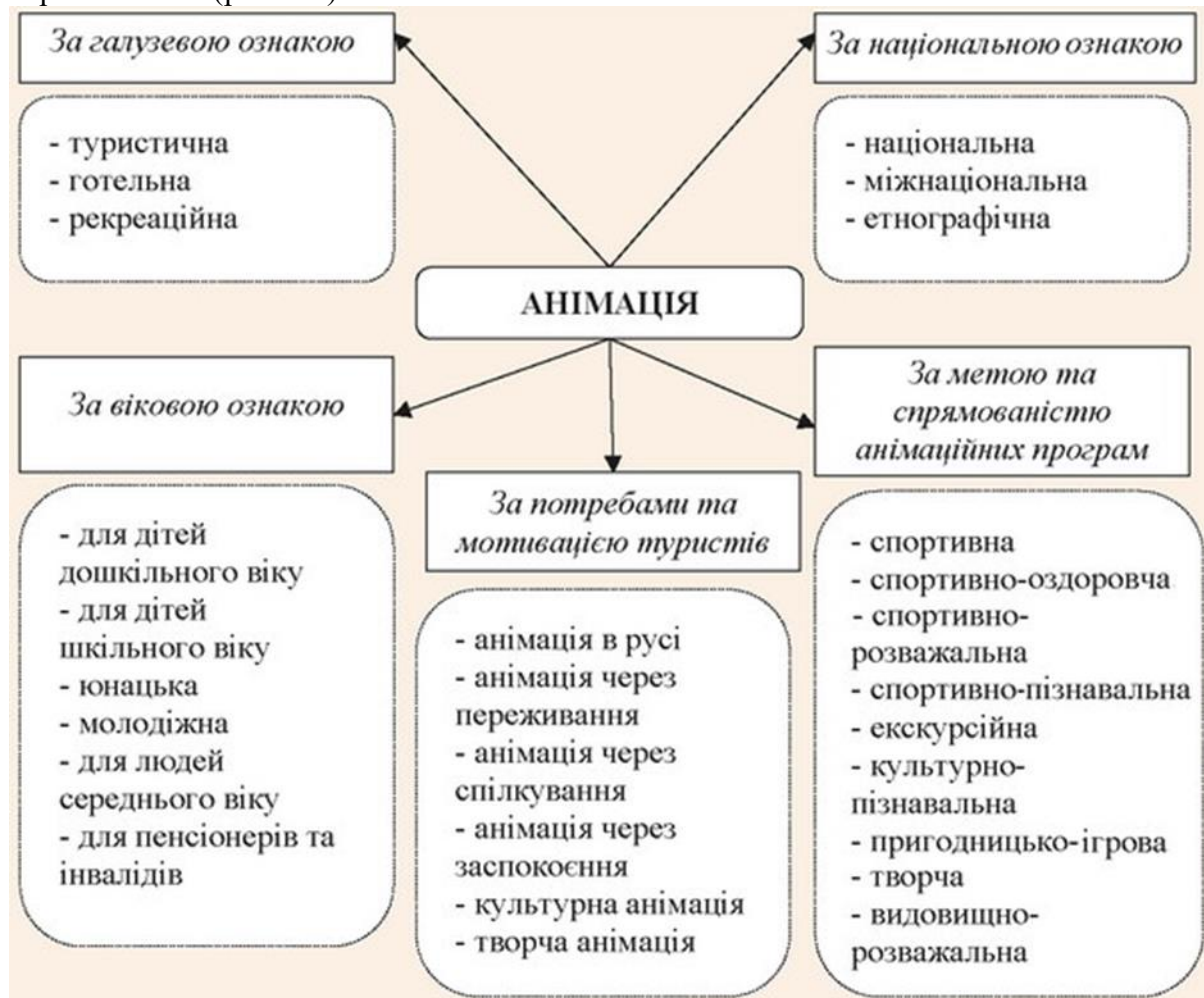 За галузевою ознакою
- туристична
- готельна
- рекреаційна
За національною ознакою
- національна
- міжнаціональна
- етнографічна
АНІМАЦІЯ
За віковою ознакою
- для дітей
дошкільного віку
- для дітей
шкільного віку
- юнацька
- молодіжна
- для людей
середнього віку
- для пенсіонерів та
інвалідів
За потребами та
мотивацією туристів
- анімація в русі
- анімація через
переживання
- анімація через
спілкування
- анімація через
заспокоєння
- культурна анімація
- творча анімація
За метою та
спрямованістю
анімаційних програм
- спортивна
- спортивно-оздоровча
- спортивно-
розважальна
- спортивно-пізнавальна
- екскурсійна
- культурно-
пізнавальна
- пригодницько-ігрова
- творча
- видовищно-
розважальна